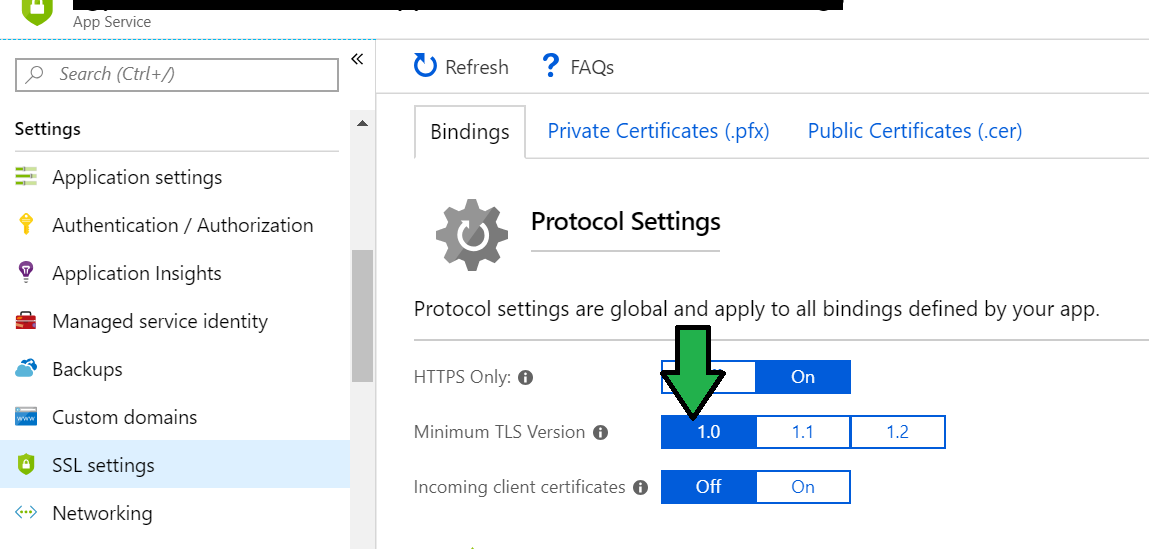 App Service
Search (Ctrl+/)
Settings
Application settings
Authentication / Authorization
Application Insights
Managed service identity
Backups
Custom domains
SSL settings
Networking
Refresh
FAQs
Bindings
Private Certificates (.pfx)
Public Certificates (.cer)
Protocol Settings
Protocol settings are global and apply to all bindings defined by your app.
HTTPS Only: On
Minimum TLS Version 1.0 1.1 1.2
Incoming client certificates Off On